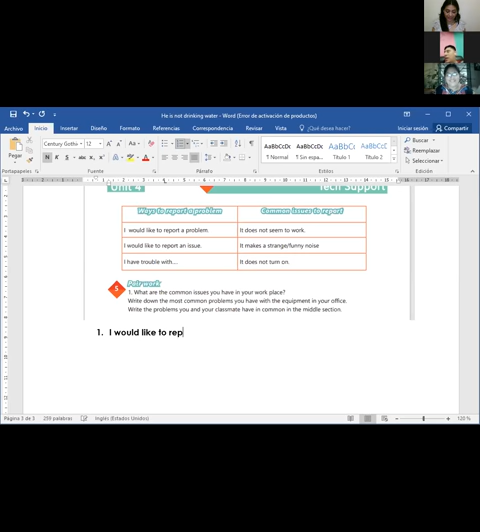 He is not drinking water - Word (Error de activación de productos)
Archivo Inicio Insertar Diseño Formato Referencias Correspondencia Revisar Vista ¿Qué desea hacer? Iniciar sesión Compartir
Century Gothic 12 Aa
Pegar
N K S abc
AaBbCcDc AaBbCcDc AaBbCc AaBbCcC
¶ Normal ¶ Sin espa... Título 1 Título 2
Buscar
Reemplazar
Seleccionar
Portapapeles Fuente Párrafo Estilos Edición
Unit 4 Tech Support
Ways to report a problem Common issues to report
I would like to report a problem. It does not seem to work.
I would like to report an issue. It makes a strange/funny noise
I have trouble with.... It does not turn on.
5 Pair work
1. What are the common issues you have in your work place?
Write down the most common problems you have with the equipment in your office.
Write the problems you and your classmate have in common in the middle section.
1. I would like to rep
Página 3 de 3 250 palabras Inglés (Estados Unidos) 120 %